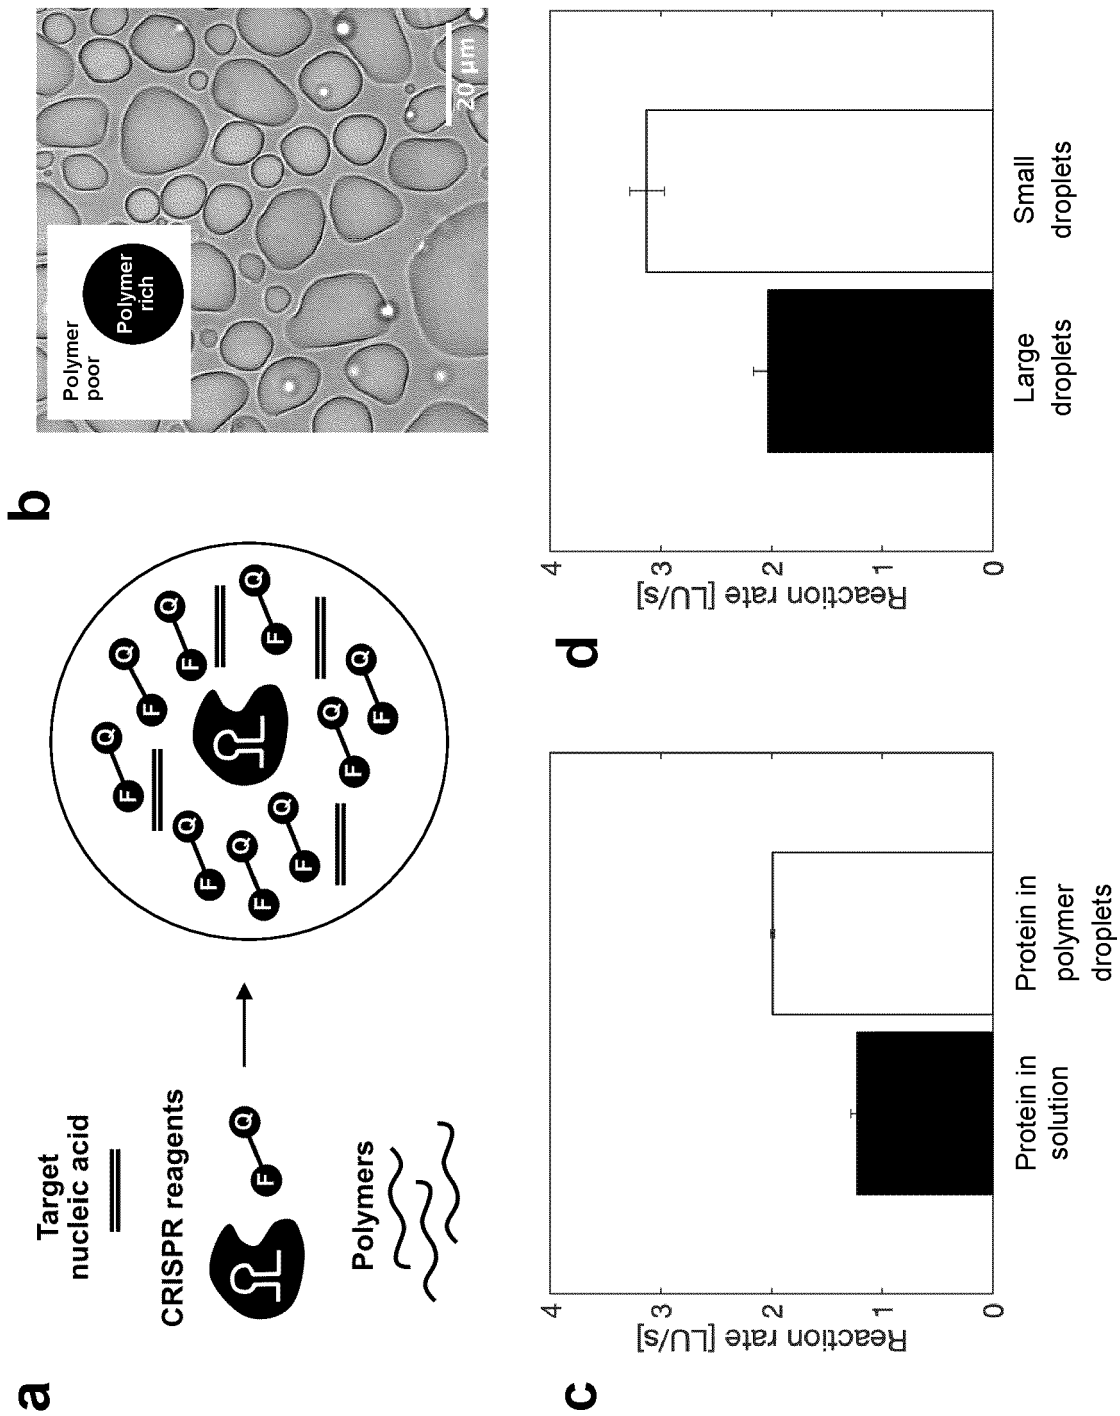 a
Target
nucleic acid
CRISPR reagents
F Q
Polymers
F Q
F Q
F Q
F Q
F Q
F Q
F Q
F Q
F Q
F Q
b
Polymer
poor
Polymer
rich
20 μm
c
Reaction rate [LU/s]
4
3
2
1
0
Protein in
solution
Protein in
polymer
droplets
d
Reaction rate [LU/s]
4
3
2
1
0
Large
droplets
Small
droplets